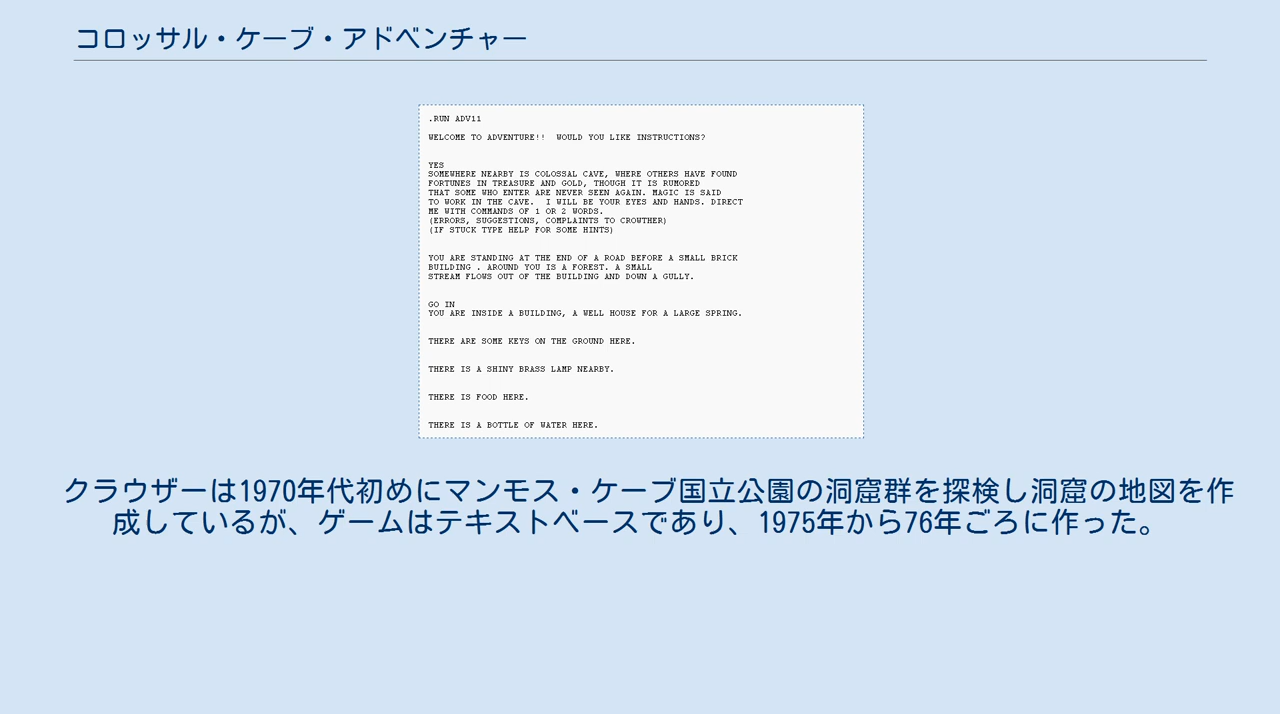 コロッサル・ケーブ・アドベンチャー
.RUN ADV11
WELCOME TO ADVENTURE!!  WOULD YOU LIKE INSTRUCTIONS?
YES
SOMEWHERE NEARBY IS COLOSSAL CAVE, WHERE OTHERS HAVE FOUND
FORTUNES IN TREASURE AND GOLD, THOUGH IT IS RUMORED
THAT SOME WHO ENTER ARE NEVER SEEN AGAIN. MAGIC IS SAID
TO WORK IN THE CAVE.  I WILL BE YOUR EYES AND HANDS. DIRECT
ME WITH COMMANDS OF 1 OR 2 WORDS.
(ERRORS, SUGGESTIONS, COMPLAINTS TO CROWTHER)
(IF STUCK TYPE HELP FOR SOME HINTS)
YOU ARE STANDING AT THE END OF A ROAD BEFORE A SMALL BRICK
BUILDING . AROUND YOU IS A FOREST. A SMALL
STREAM FLOWS OUT OF THE BUILDING AND DOWN A GULLY.
GO IN
YOU ARE INSIDE A BUILDING, A WELL HOUSE FOR A LARGE SPRING.
THERE ARE SOME KEYS ON THE GROUND HERE.
THERE IS A SHINY BRASS LAMP NEARBY.
THERE IS FOOD HERE.
THERE IS A BOTTLE OF WATER HERE.
クラウザーは1970年代初めにマンモス・ケーブ国立公園の洞窟群を探検し洞窟の地図を作
成しているが、ゲームはテキストベースであり、1975年から76年ごろに作った。